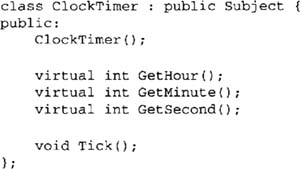 class ClockTimer : public Subject {
public:
    ClockTimer();

    virtual int GetHour();
    virtual int GetMinute();
    virtual int GetSecond();

    void Tick();
};